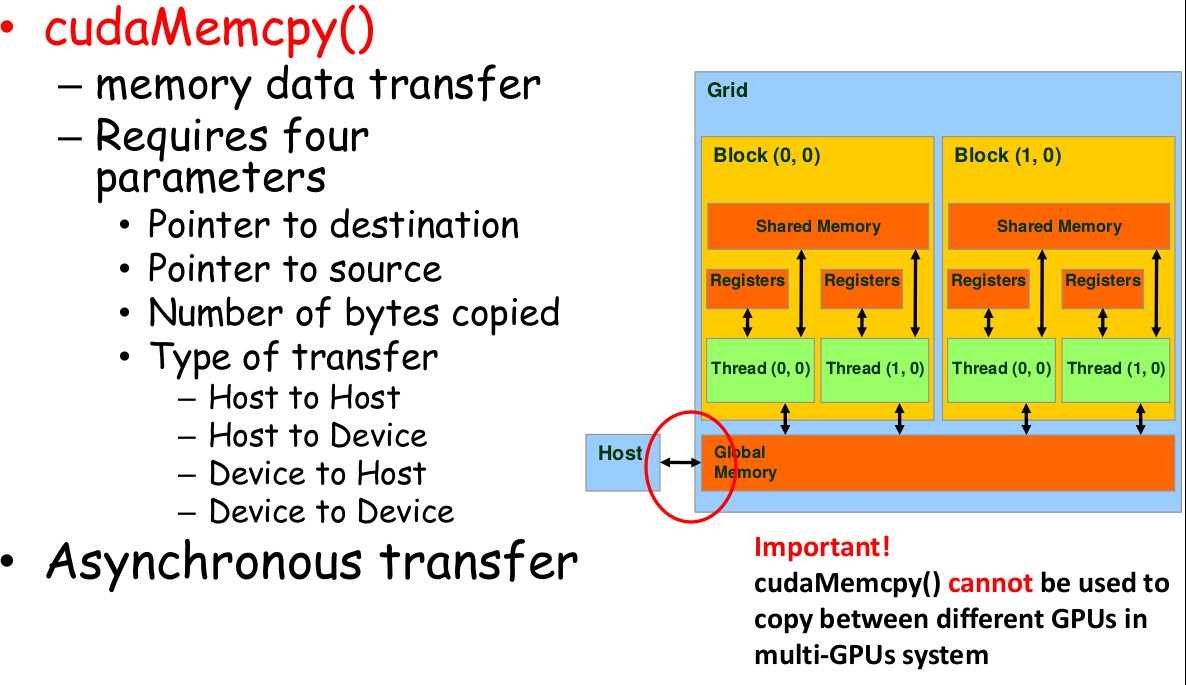 • cudaMemcpy()
– memory data transfer
– Requires four
parameters
• Pointer to destination
• Pointer to source
• Number of bytes copied
• Type of transfer
– Host to Host
– Host to Device
– Device to Host
– Device to Device
• Asynchronous transfer
Grid
Block (0, 0)
Shared Memory
Registers
Registers
Thread (0, 0)
Thread (1, 0)
Block (1, 0)
Shared Memory
Registers
Registers
Thread (0, 0)
Thread (1, 0)
Host
Global
Memory
Important!
cudaMemcpy() cannot be used to
copy between different GPUs in
multi-GPUs system